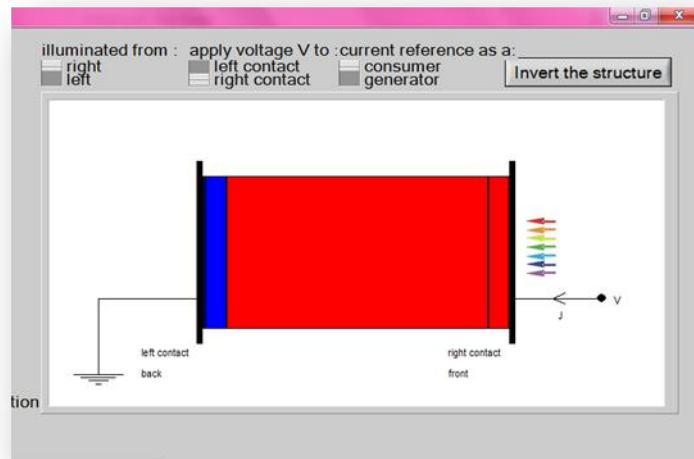 illuminated from : apply voltage V to : current reference as a:
right left contact consumer
left right contact generator
Invert the structure
V
J
left contact right contact
back front
tion